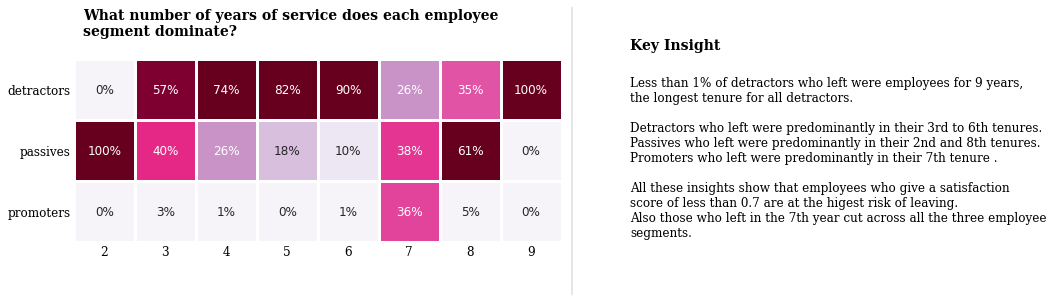 What number of years of service does each employee
segment dominate?
detractors 0% 57% 74% 82% 90% 26% 35% 100%
passives 100% 40% 26% 18% 10% 38% 61% 0%
promoters 0% 3% 1% 0% 1% 36% 5% 0%
2 3 4 5 6 7 8 9
Key Insight
Less than 1% of detractors who left were employees for 9 years,
the longest tenure for all detractors.
Detractors who left were predominantly in their 3rd to 6th tenures.
Passives who left were predominantly in their 2nd and 8th tenures.
Promoters who left were predominantly in their 7th tenure .
All these insights show that employees who give a satisfaction
score of less than 0.7 are at the higest risk of leaving.
Also those who left in the 7th year cut across all the three employee
segments.